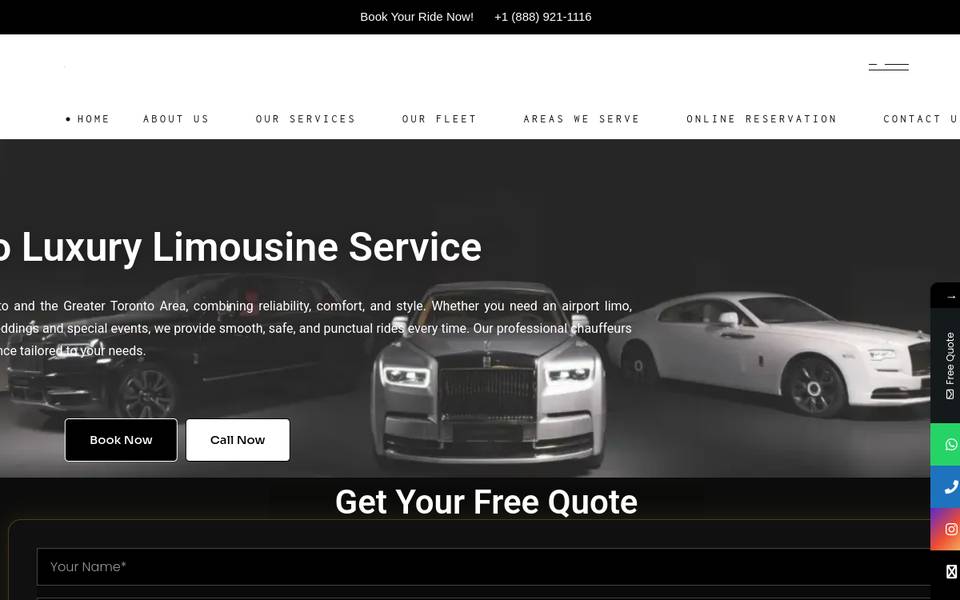 Book Your Ride Now! +1 (888) 921-1116
HOME ABOUT US OUR SERVICES OUR FLEET AREAS WE SERVE ONLINE RESERVATION CONTACT U
Luxury Limousine Service
to and the Greater Toronto Area, combining reliability, comfort, and style. Whether you need an airport limo,
eddings and special events, we provide smooth, safe, and punctual rides every time. Our professional chauffeurs
nce tailored to your needs.
→
Free Quote
Book Now Call Now
Get Your Free Quote
Your Name*